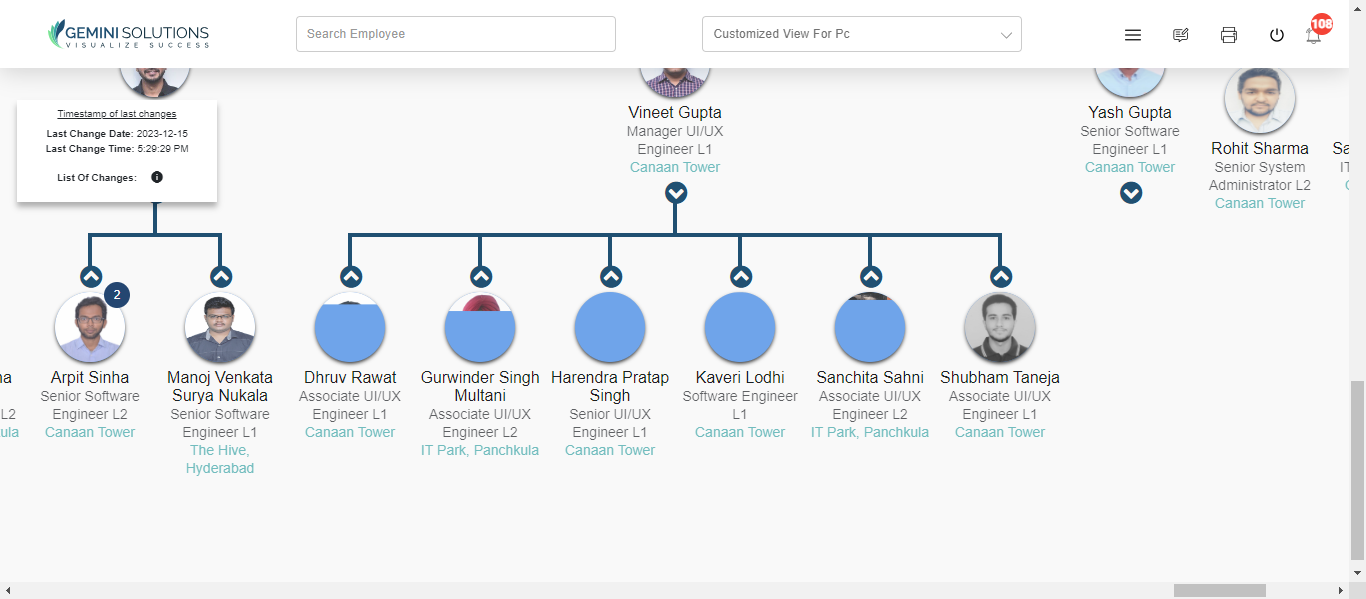 GEMINI SOLUTIONS
VISUALIZE SUCCESS
Search Employee
Customized View For Pc
108
Timestamp of last changes
Last Change Date: 2023-12-15
Last Change Time: 5:29:29 PM
List Of Changes:
Vineet Gupta
Manager UI/UX
Engineer L1
Canaan Tower
Yash Gupta
Senior Software
Engineer L1
Canaan Tower
Rohit Sharma
Senior System
Administrator L2
Canaan Tower
Sa
IT
na
L2
ula
2
Arpit Sinha
Senior Software
Engineer L2
Canaan Tower
Manoj Venkata
Surya Nukala
Senior Software
Engineer L1
The Hive,
Hyderabad
Dhruv Rawat
Associate UI/UX
Engineer L1
Canaan Tower
Gurwinder Singh
Multani
Associate UI/UX
Engineer L2
IT Park, Panchkula
Harendra Pratap
Singh
Senior UI/UX
Engineer L1
Canaan Tower
Kaveri Lodhi
Software Engineer
L1
Canaan Tower
Sanchita Sahni
Associate UI/UX
Engineer L2
IT Park, Panchkula
Shubham Taneja
Associate UI/UX
Engineer L1
Canaan Tower